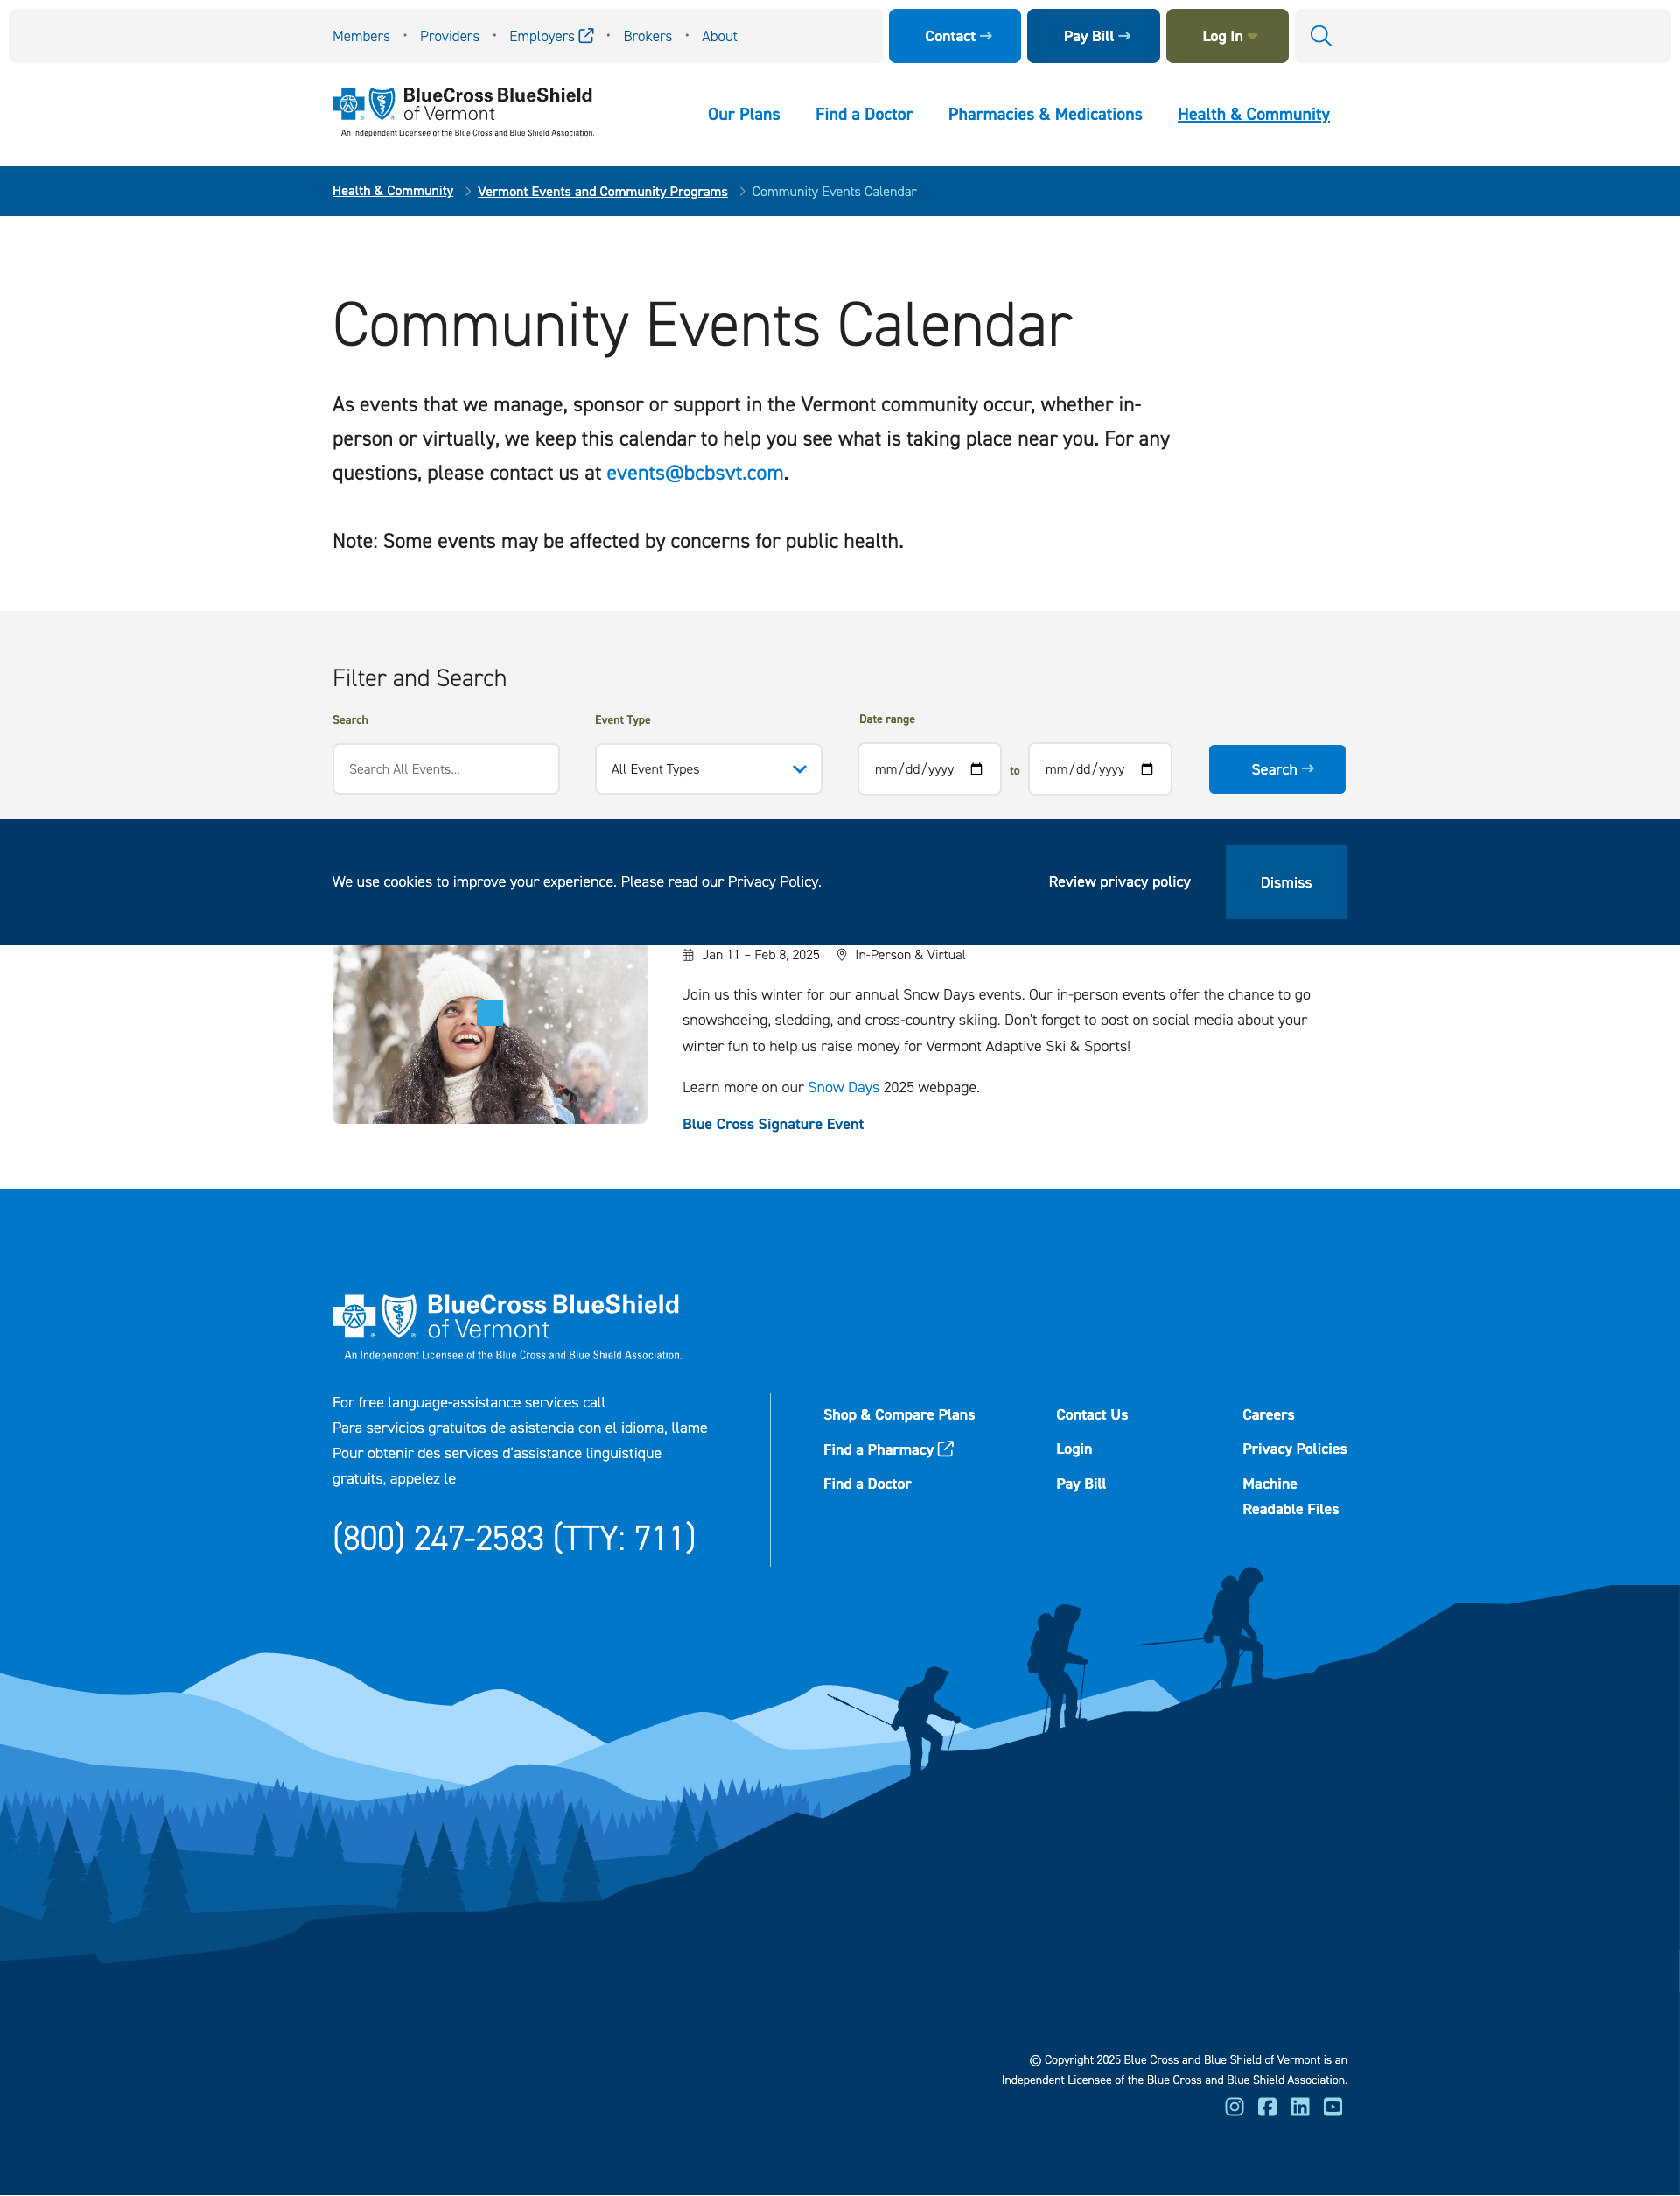 Members • Providers • Employers • Brokers • About
Contact
Pay Bill
Log In
BlueCross BlueShield
of Vermont
An Independent Licensee of the Blue Cross and Blue Shield Association.
Our Plans
Find a Doctor
Pharmacies & Medications
Health & Community
Health & Community
Vermont Events and Community Programs
Community Events Calendar
Community Events Calendar
As events that we manage, sponsor or support in the Vermont community occur, whether in-
person or virtually, we keep this calendar to help you see what is taking place near you. For any
questions, please contact us at events@bcbsvt.com.
Note: Some events may be affected by concerns for public health.
Filter and Search
Search
Event Type
Date range
Search All Events...
All Event Types
mm/dd/yyyy
to
mm/dd/yyyy
Search
We use cookies to improve your experience. Please read our Privacy Policy.
Review privacy policy
Dismiss
Jan 11 – Feb 8, 2025
In-Person & Virtual
Join us this winter for our annual Snow Days events. Our in-person events offer the chance to go
snowshoeing, sledding, and cross-country skiing. Don't forget to post on social media about your
winter fun to help us raise money for Vermont Adaptive Ski & Sports!
Learn more on our Snow Days 2025 webpage.
Blue Cross Signature Event
BlueCross BlueShield
of Vermont
An Independent Licensee of the Blue Cross and Blue Shield Association.
For free language-assistance services call
Para servicios gratuitos de asistencia con el idioma, llame
Pour obtenir des services d'assistance linguistique
gratuits, appelez le
(800) 247-2583 (TTY: 711)
Shop & Compare Plans
Find a Pharmacy
Find a Doctor
Contact Us
Login
Pay Bill
Careers
Privacy Policies
Machine
Readable Files
© Copyright 2025 Blue Cross and Blue Shield of Vermont is an
Independent Licensee of the Blue Cross and Blue Shield Association.